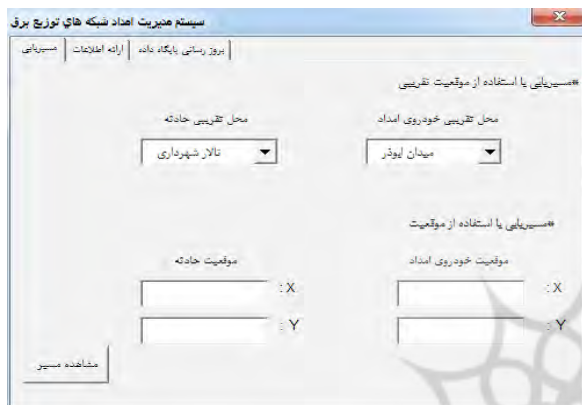 سیستم مدیریت امداد شبکه های توزیع برق
بروز رسانی پایگاه داده ارائه اطلاعات مسیریابی
*مسیریابی با استفاده از موقعیت تقریبی
محل تقریبی خودروی امداد محل تقریبی حادثه
میدان ابوذر تالار شهرداری
*مسیریابی با استفاده از موقعیت
موقعیت خودروی امداد موقعیت حادثه
X : X :
Y : Y :
مشاهده مسیر